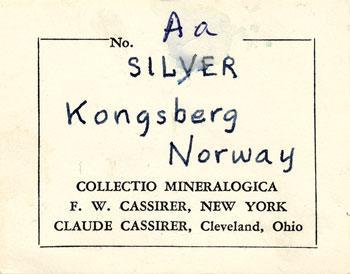 No. Aa
SILVER
Kongsberg
Norway
COLLECTIO MINERALOGICA
F. W. CASSIRER, NEW YORK
CLAUDE CASSIRER, Cleveland, Ohio